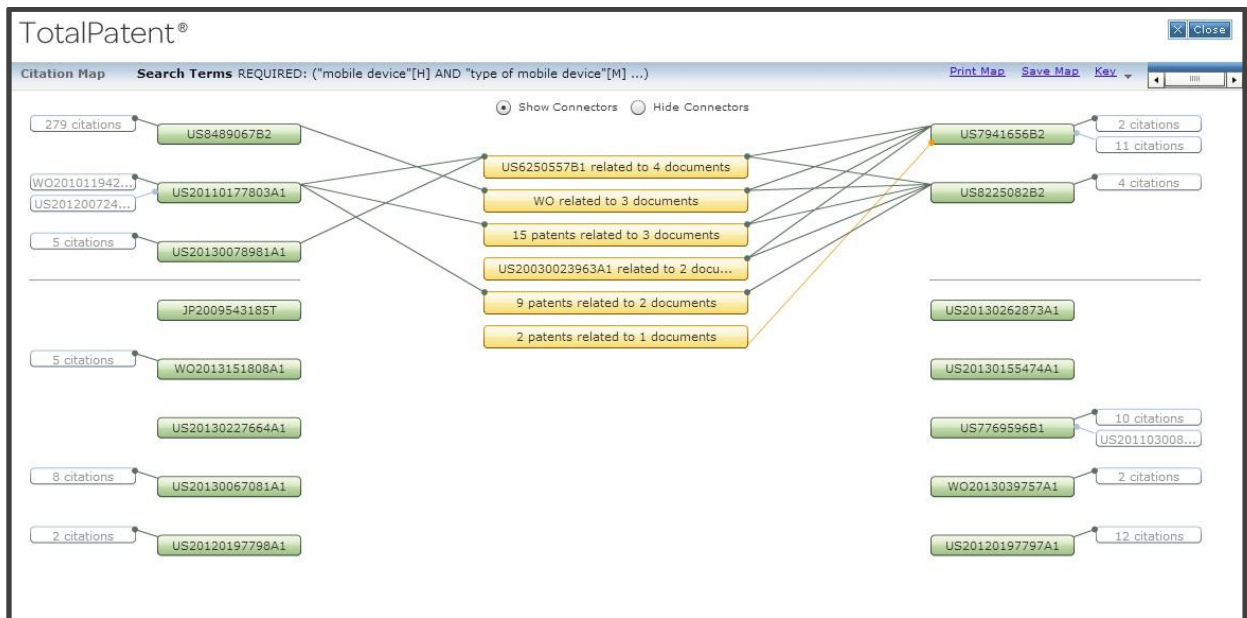 TotalPatent®
X Close
Citation Map Search Terms REQUIRED: ("mobile device"[H] AND "type of mobile device"[M] ...) Print Map Save Map Key
Show Connectors Hide Connectors
279 citations US8489067B2 US7941656B2 2 citations
11 citations
US6250557B1 related to 4 documents
WO201011942... US20110177803A1 WO related to 3 documents US8225082B2 4 citations
US201200724...
15 patents related to 3 documents
5 citations US20130078981A1
US20030023963A1 related to 2 docu...
JP2009543185T 9 patents related to 2 documents US20130262873A1
2 patents related to 1 documents
5 citations WO2013151808A1 US20130155474A1
US20130227664A1 US7769596B1 10 citations
US201103008...
8 citations US20130067081A1 WO2013039757A1 2 citations
2 citations US20120197798A1 US20120197797A1 12 citations